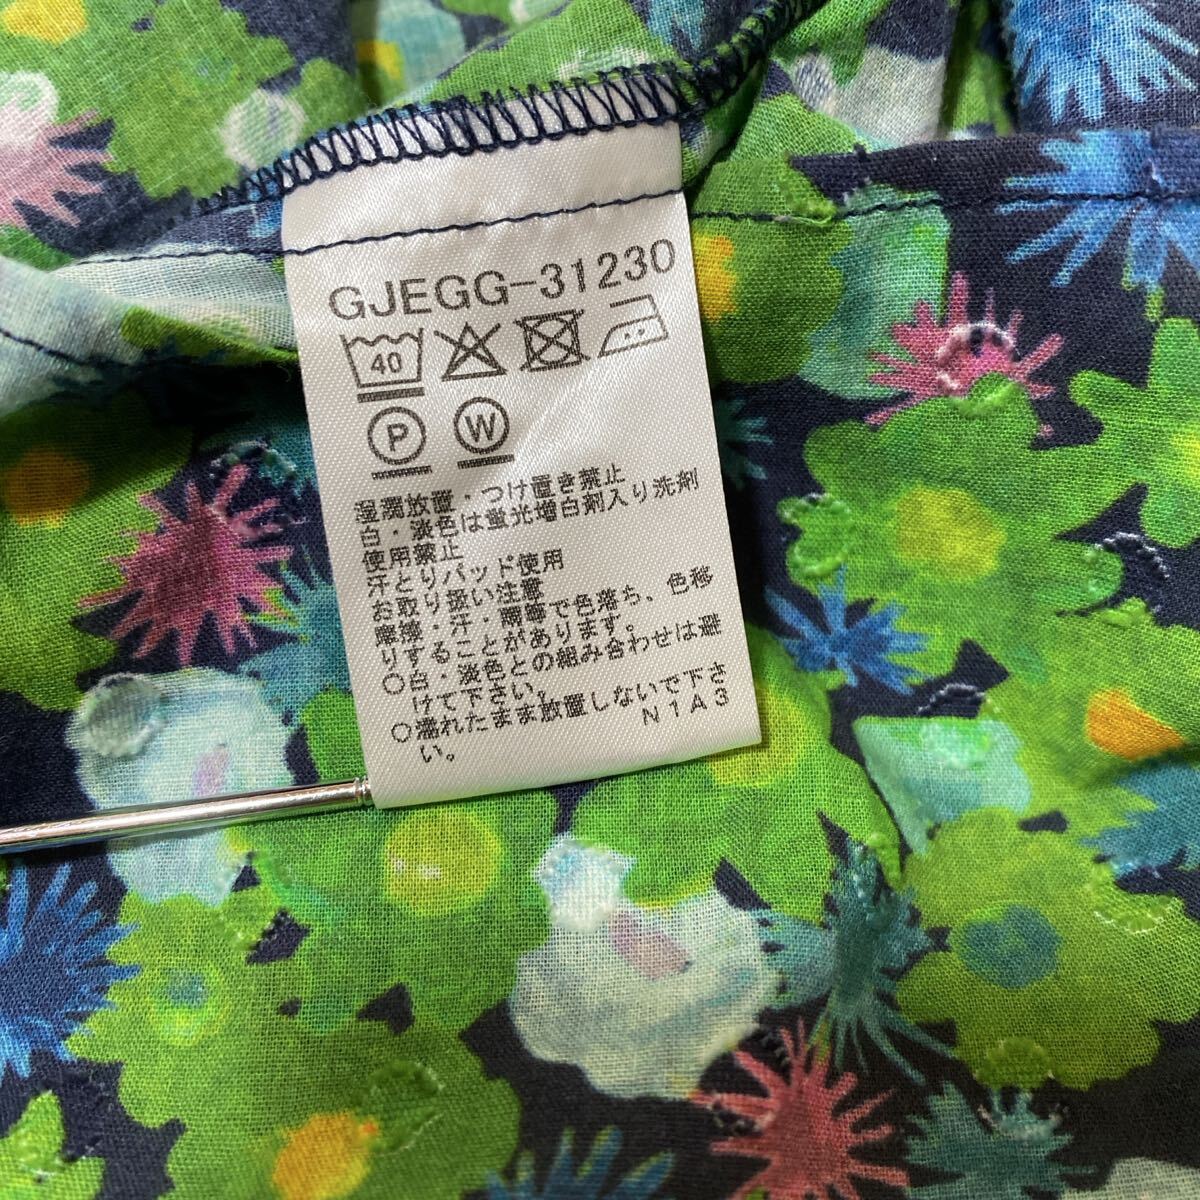 GJEGG-31230
40
P W
湿潤放置・つけ置き禁止
白・淡色は蛍光増白剤入り洗剤
使用禁止
汗とりパッド使用
お取り扱い注意
摩擦・汗・雨等で色落ち、色移
りすることがあります。
○白・淡色との組み合わせは避
けて下さい。
○濡れたまま放置しないで下さ
い。
N1A3